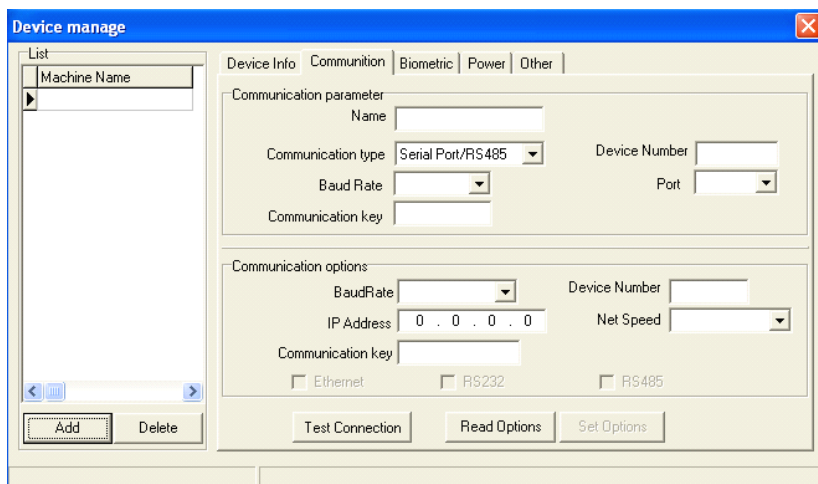 Device manage
List
Machine Name
Add
Delete
Device Info
Communition
Biometric
Power
Other
Communication parameter
Name
Communication type Serial Port/RS485
Device Number
Baud Rate
Port
Communication key
Communication options
BaudRate
Device Number
IP Address 0 . 0 . 0 . 0
Net Speed
Communication key
Ethernet
RS232
RS485
Test Connection
Read Options
Set Options